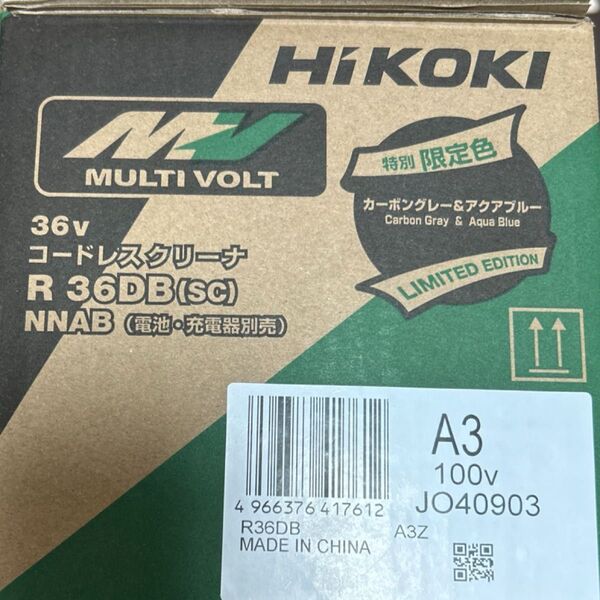 HiKOKI
MV
MULTI VOLT
特別 限定色
カーボングレー&アクアブルー
Carbon Gray & Aqua Blue
LIMITED EDITION
36v
コードレスクリーナ
R 36DB(SC)
NNAB (電池・充電器別売)
A3
100v
4 966376 417612
JO40903
R36DB A3Z
MADE IN CHINA